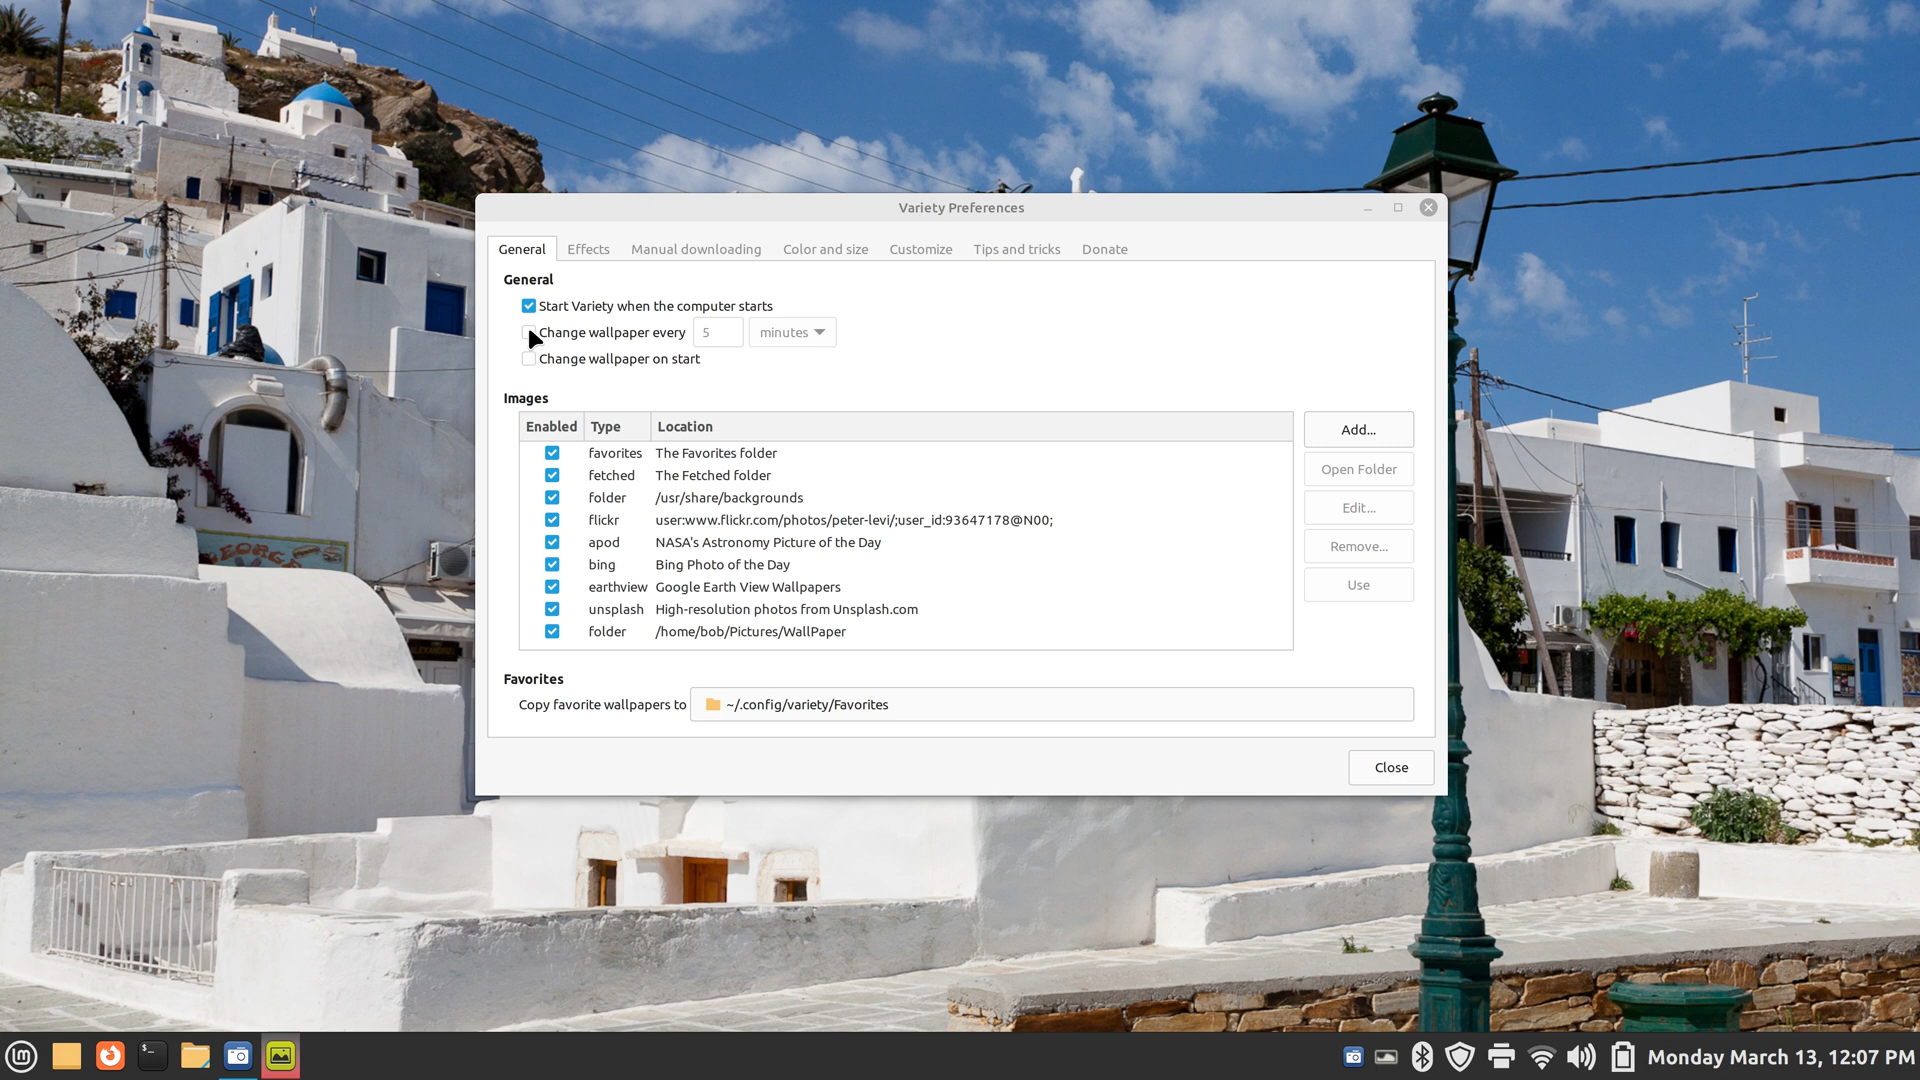 Variety Preferences
General Effects Manual downloading Color and size Customize Tips and tricks Donate
General
Start Variety when the computer starts
Change wallpaper every 5 minutes
Change wallpaper on start
Images
Enabled Type Location
favorites The Favorites folder
fetched The Fetched folder
folder /usr/share/backgrounds
flickr user:www.flickr.com/photos/peter-levi/;user_id:93647178@N00;
apod NASA's Astronomy Picture of the Day
bing Bing Photo of the Day
earthview Google Earth View Wallpapers
unsplash High-resolution photos from Unsplash.com
folder /home/bob/Pictures/WallPaper
Add...
Open Folder
Edit...
Remove...
Use
Favorites
Copy favorite wallpapers to ~/.config/variety/Favorites
Close
Monday March 13, 12:07 PM